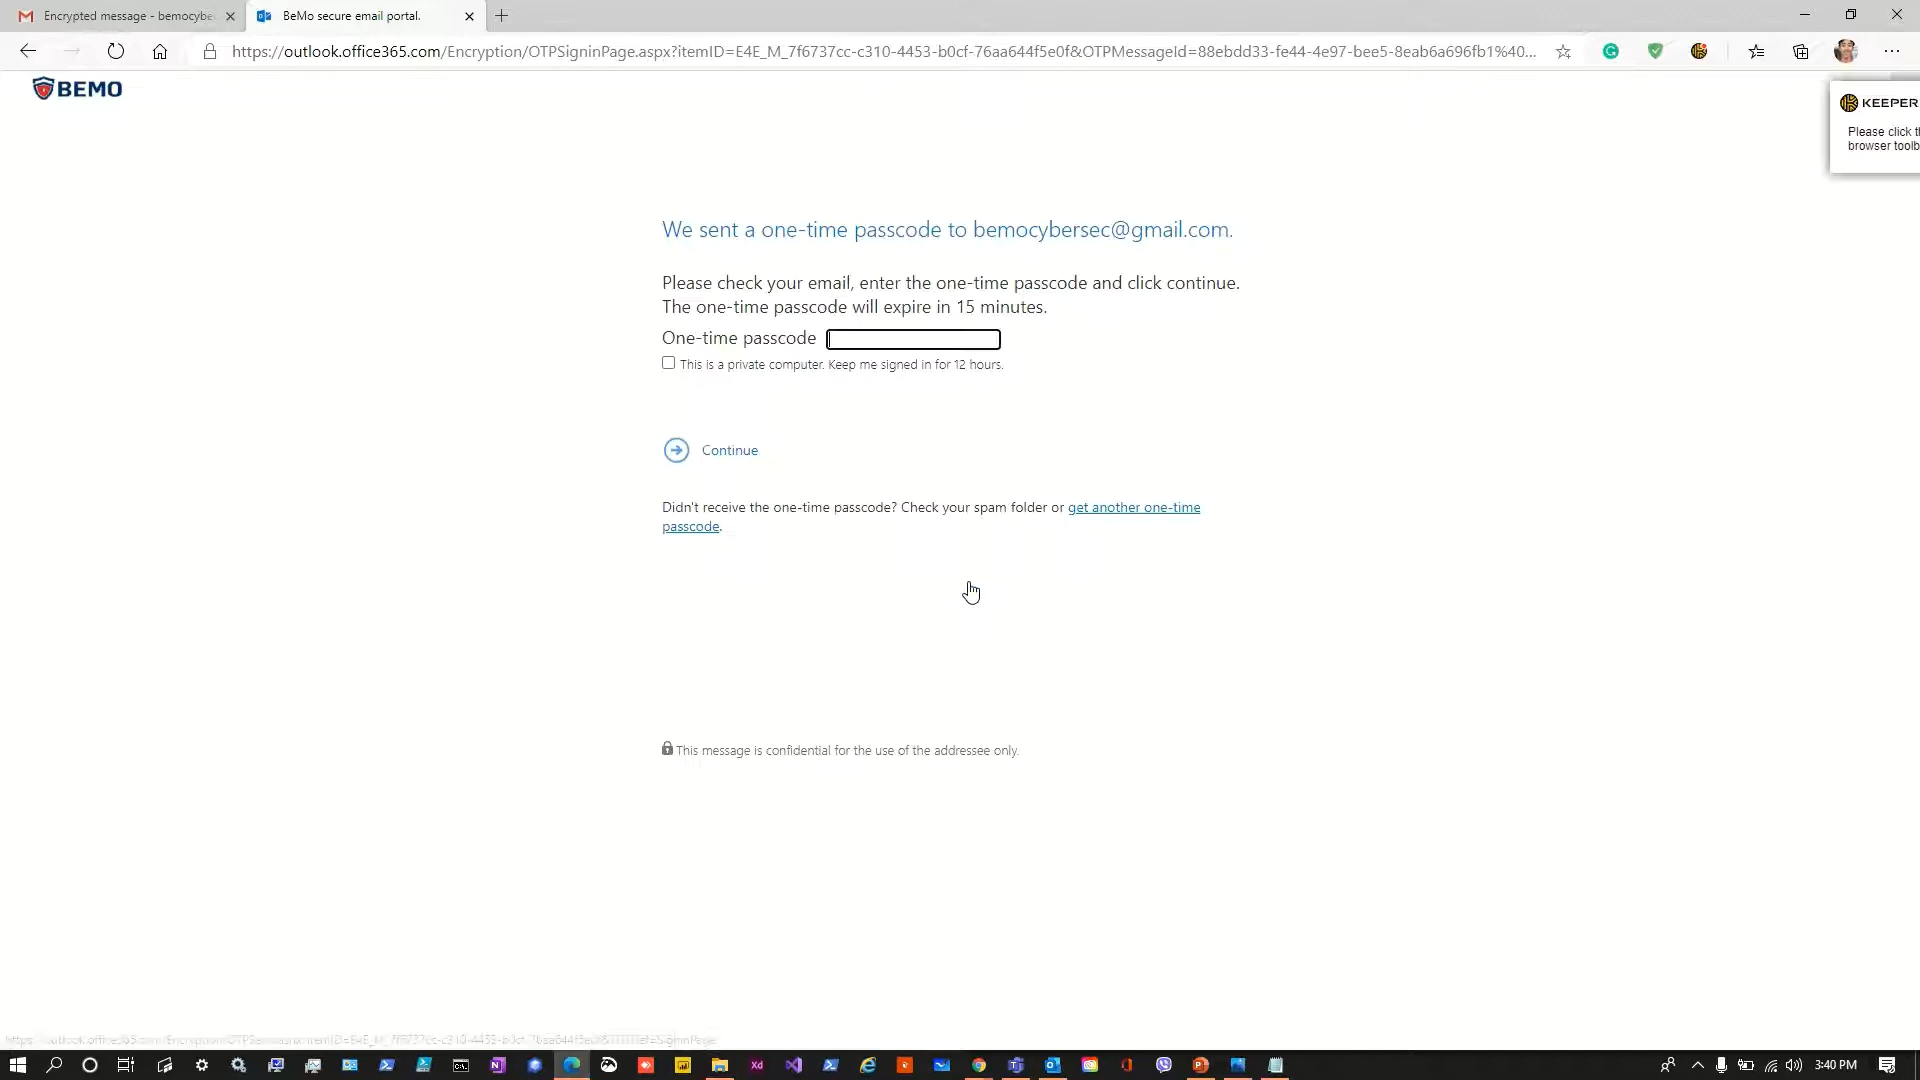 Encrypted message - bemocybe
BeMo secure email portal.
https://outlook.office365.com/Encryption/OTPSigninPage.aspx?itemID=E4E_M_7f6737cc-c310-4453-b0cf-76aa644f5e0f&OTPMessageId=88ebdd33-fe44-4e97-bee5-8eab6a696fb1%40...
BEMO
KEEPER
Please click th
browser toolb
We sent a one-time passcode to bemocybersec@gmail.com.
Please check your email, enter the one-time passcode and click continue.
The one-time passcode will expire in 15 minutes.
One-time passcode
This is a private computer. Keep me signed in for 12 hours.
Continue
Didn't receive the one-time passcode? Check your spam folder or get another one-time
passcode.
This message is confidential for the use of the addressee only.
3:40 PM